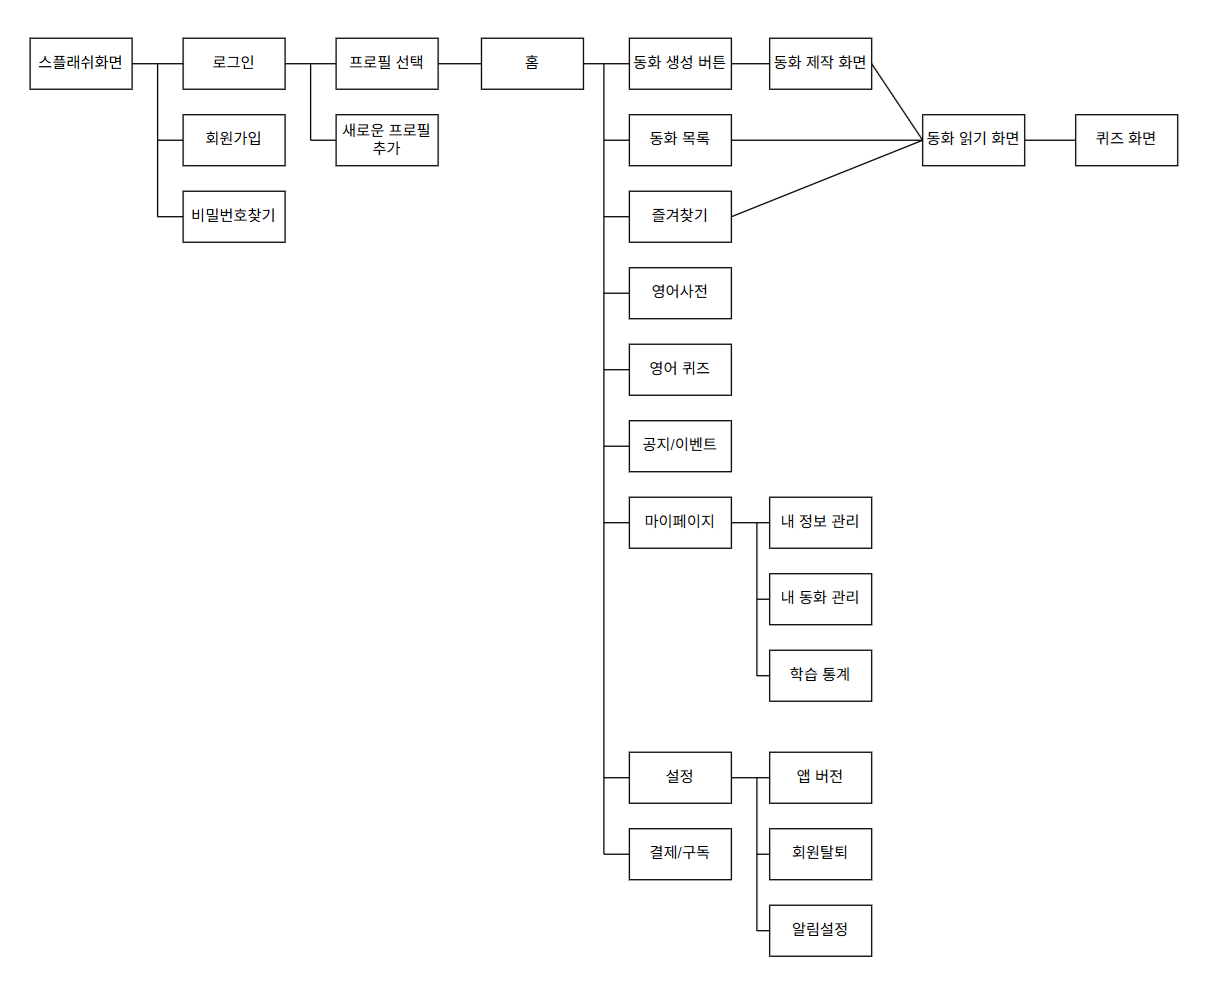 스플래쉬화면
로그인
프로필 선택
홈
동화 생성 버튼
동화 제작 화면
회원가입
새로운 프로필
추가
동화 목록
동화 읽기 화면
퀴즈 화면
비밀번호찾기
즐겨찾기
영어사전
영어 퀴즈
공지/이벤트
마이페이지
내 정보 관리
내 동화 관리
학습 통계
설정
앱 버전
결제/구독
회원탈퇴
알림설정